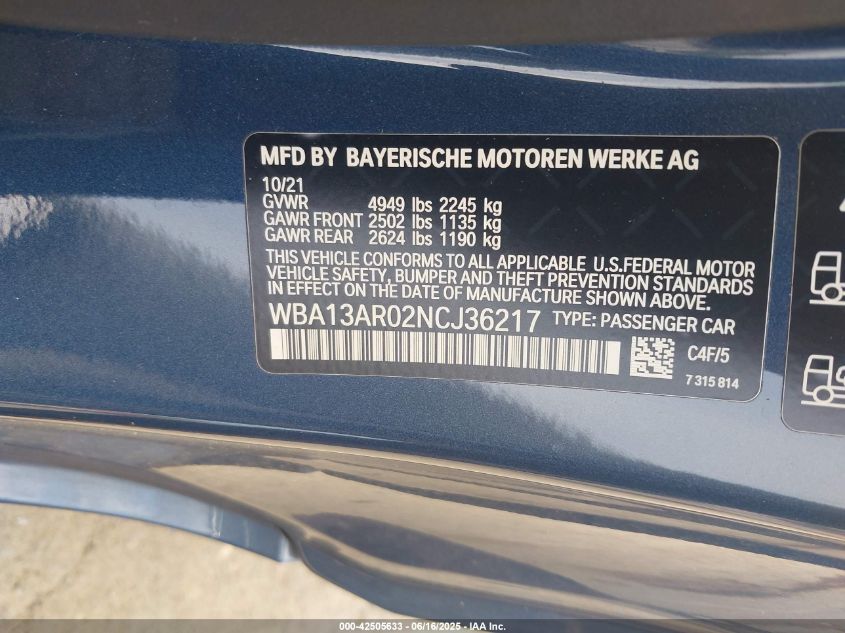 MFD BY BAYERISCHE MOTOREN WERKE AG
10/21
GVWR 4949 lbs 2245 kg
GAWR FRONT 2502 lbs 1135 kg
GAWR REAR 2624 lbs 1190 kg
THIS VEHICLE CONFORMS TO ALL APPLICABLE U.S.FEDERAL MOTOR
VEHICLE SAFETY, BUMPER AND THEFT PREVENTION STANDARDS
IN EFFECT ON THE DATE OF MANUFACTURE SHOWN ABOVE.
WBA13AR02NCJ36217 TYPE: PASSENGER CAR
C4F/5
7 315 814
000-42505633 - 06/16/2025 - IAA Inc.